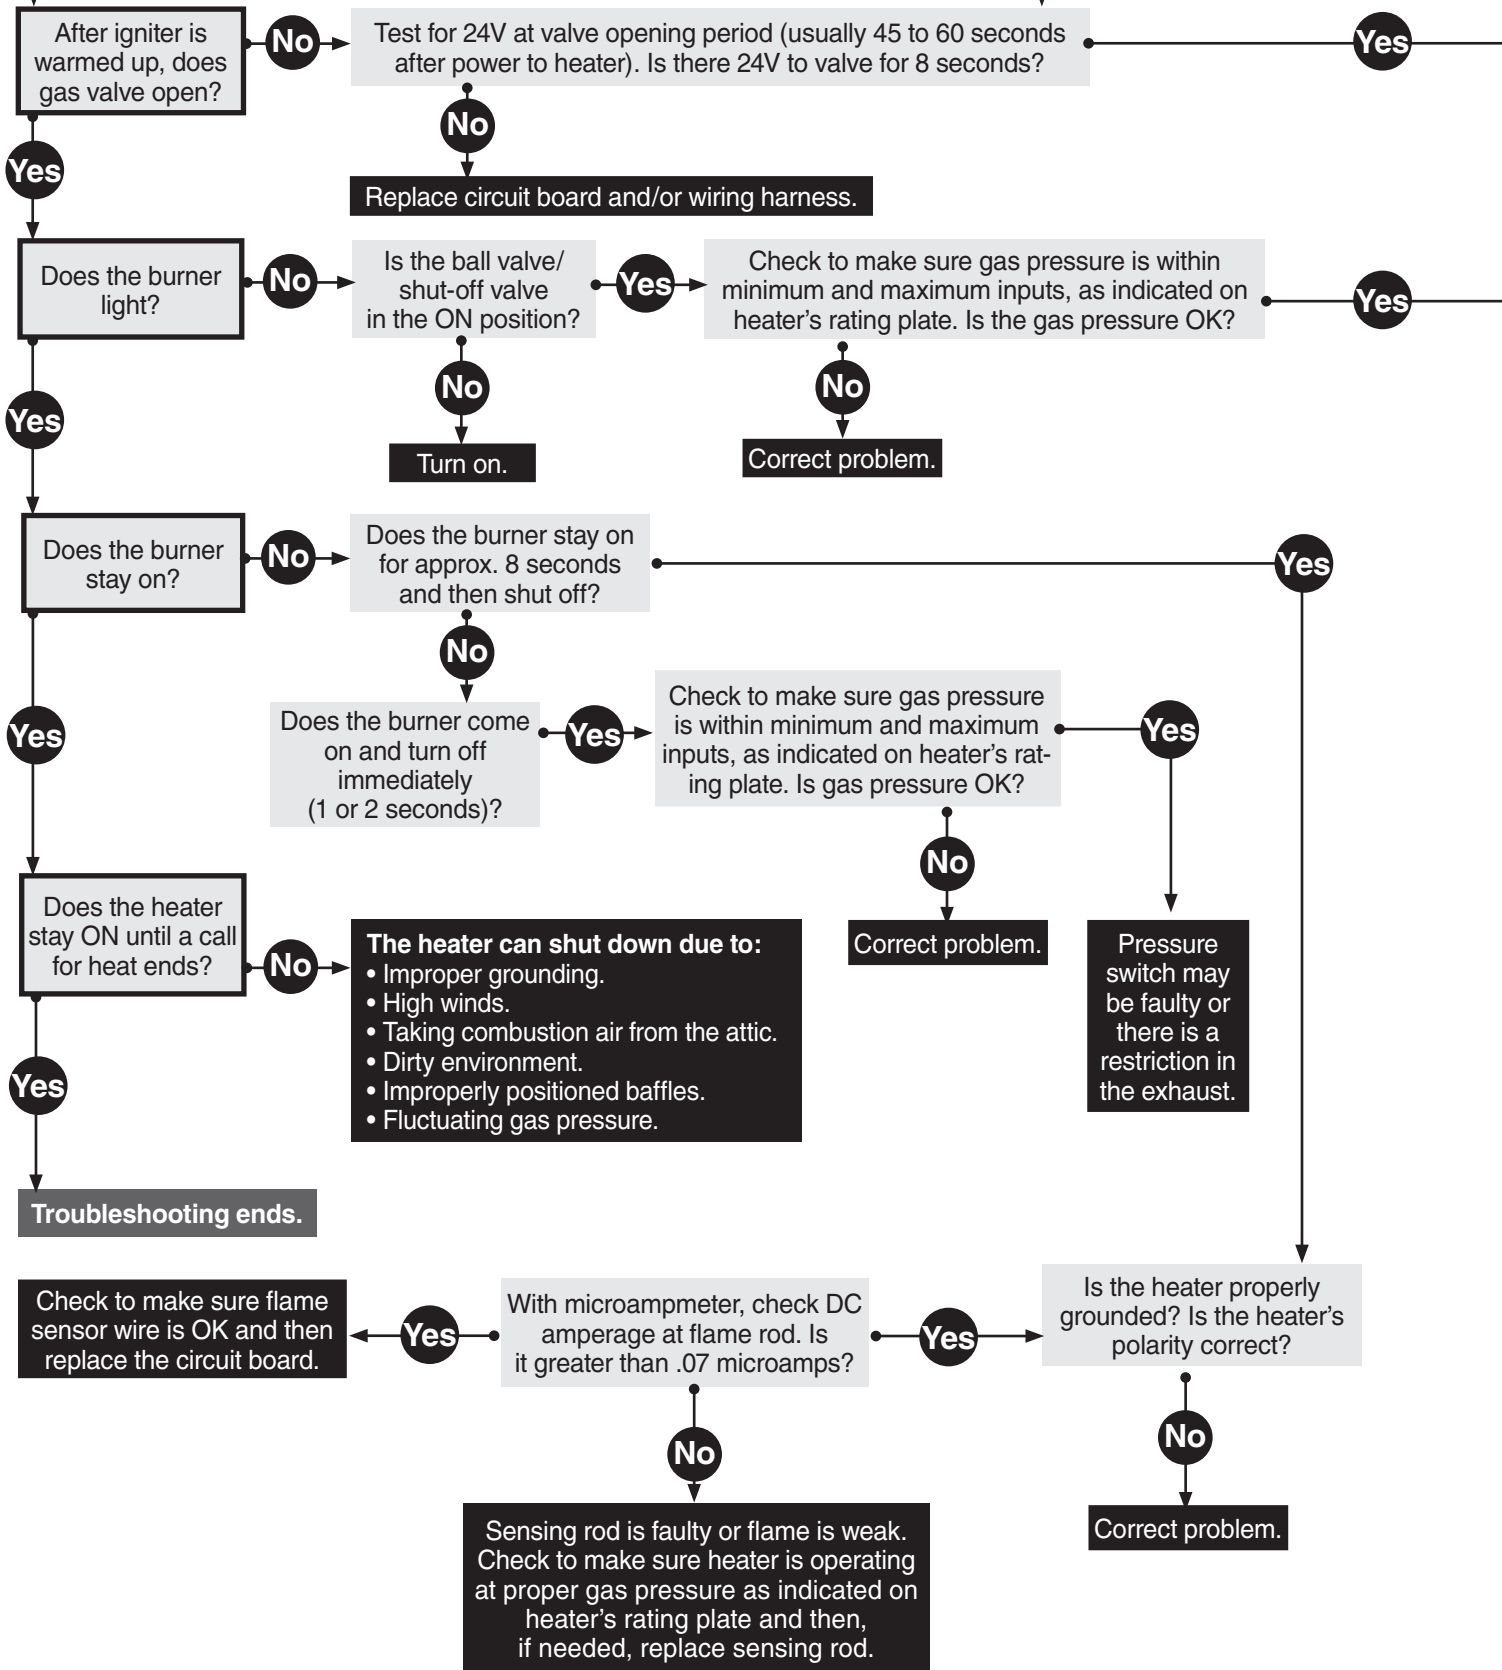 After igniter is
warmed up, does
gas valve open?
No
Test for 24V at valve opening period (usually 45 to 60 seconds
after power to heater). Is there 24V to valve for 8 seconds?
Yes
No
Replace circuit board and/or wiring harness.
Yes
Does the burner
light?
No
Is the ball valve/
shut-off valve
in the ON position?
Yes
Check to make sure gas pressure is within
minimum and maximum inputs, as indicated on
heater’s rating plate. Is the gas pressure OK?
Yes
No
Turn on.
No
Correct problem.
Yes
Does the burner
stay on?
No
Does the burner stay on
for approx. 8 seconds
and then shut off?
Yes
No
Does the burner come
on and turn off
immediately
(1 or 2 seconds)?
Yes
Check to make sure gas pressure
is within minimum and maximum
inputs, as indicated on heater’s rat-
ing plate. Is gas pressure OK?
Yes
No
Correct problem.
Pressure
switch may
be faulty or
there is a
restriction in
the exhaust.
Yes
Does the heater
stay ON until a call
for heat ends?
No
The heater can shut down due to:
• Improper grounding.
• High winds.
• Taking combustion air from the attic.
• Dirty environment.
• Improperly positioned baffles.
• Fluctuating gas pressure.
Yes
Troubleshooting ends.
Check to make sure flame
sensor wire is OK and then
replace the circuit board.
Yes
With microampmeter, check DC
amperage at flame rod. Is
it greater than .07 microamps?
Yes
Is the heater properly
grounded? Is the heater’s
polarity correct?
No
Sensing rod is faulty or flame is weak.
Check to make sure heater is operating
at proper gas pressure as indicated on
heater’s rating plate and then,
if needed, replace sensing rod.
No
Correct problem.